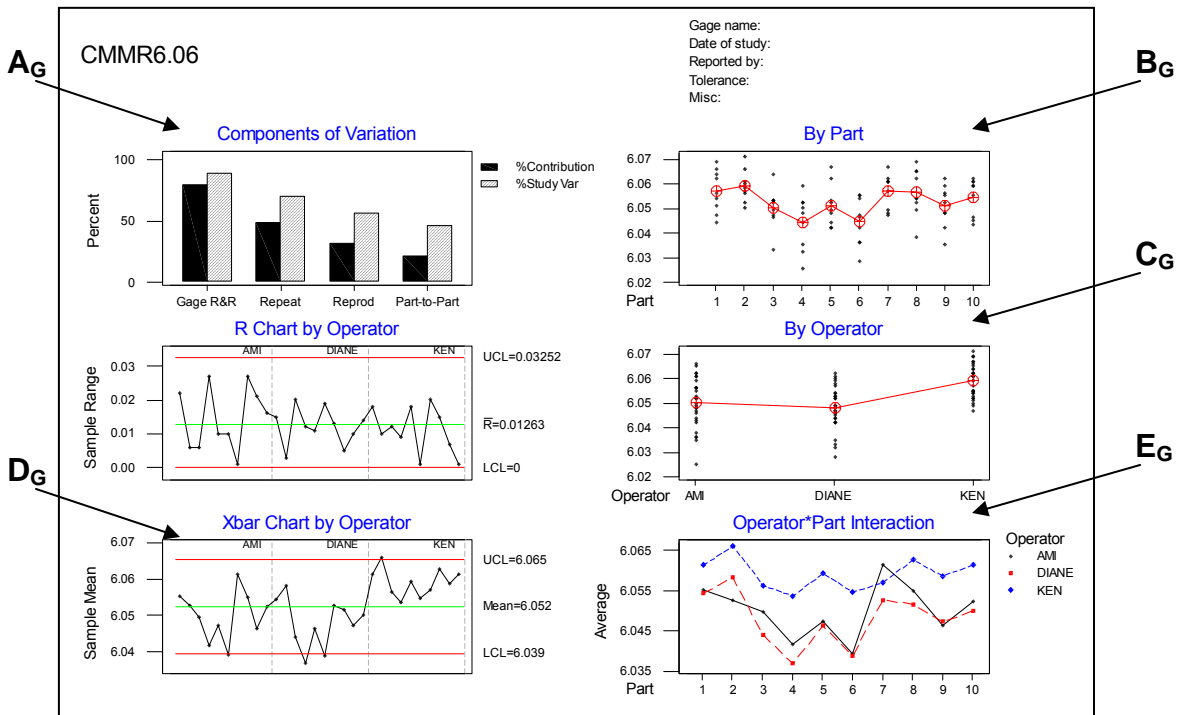 CMMR6.06
Gage name:
Date of study:
Reported by:
Tolerance:
Misc:
A_G
B_G
Components of Variation
100
50
0
Percent
Gage R&R Repeat Reprod Part-to-Part
%Contribution
%Study Var
By Part
6.07
6.06
6.05
6.04
6.03
6.02
Part 1 2 3 4 5 6 7 8 9 10
C_G
R Chart by Operator
AMI DIANE KEN
0.03
0.02
0.01
0.00
Sample Range
UCL=0.03252
R̅=0.01263
LCL=0
By Operator
6.07
6.06
6.05
6.04
6.03
6.02
Operator AMI DIANE KEN
D_G
E_G
Xbar Chart by Operator
AMI DIANE KEN
6.07
6.06
6.05
6.04
Sample Mean
UCL=6.065
Mean=6.052
LCL=6.039
Operator*Part Interaction
6.065
6.055
6.045
6.035
Average
Part 1 2 3 4 5 6 7 8 9 10
Operator
AMI
DIANE
KEN